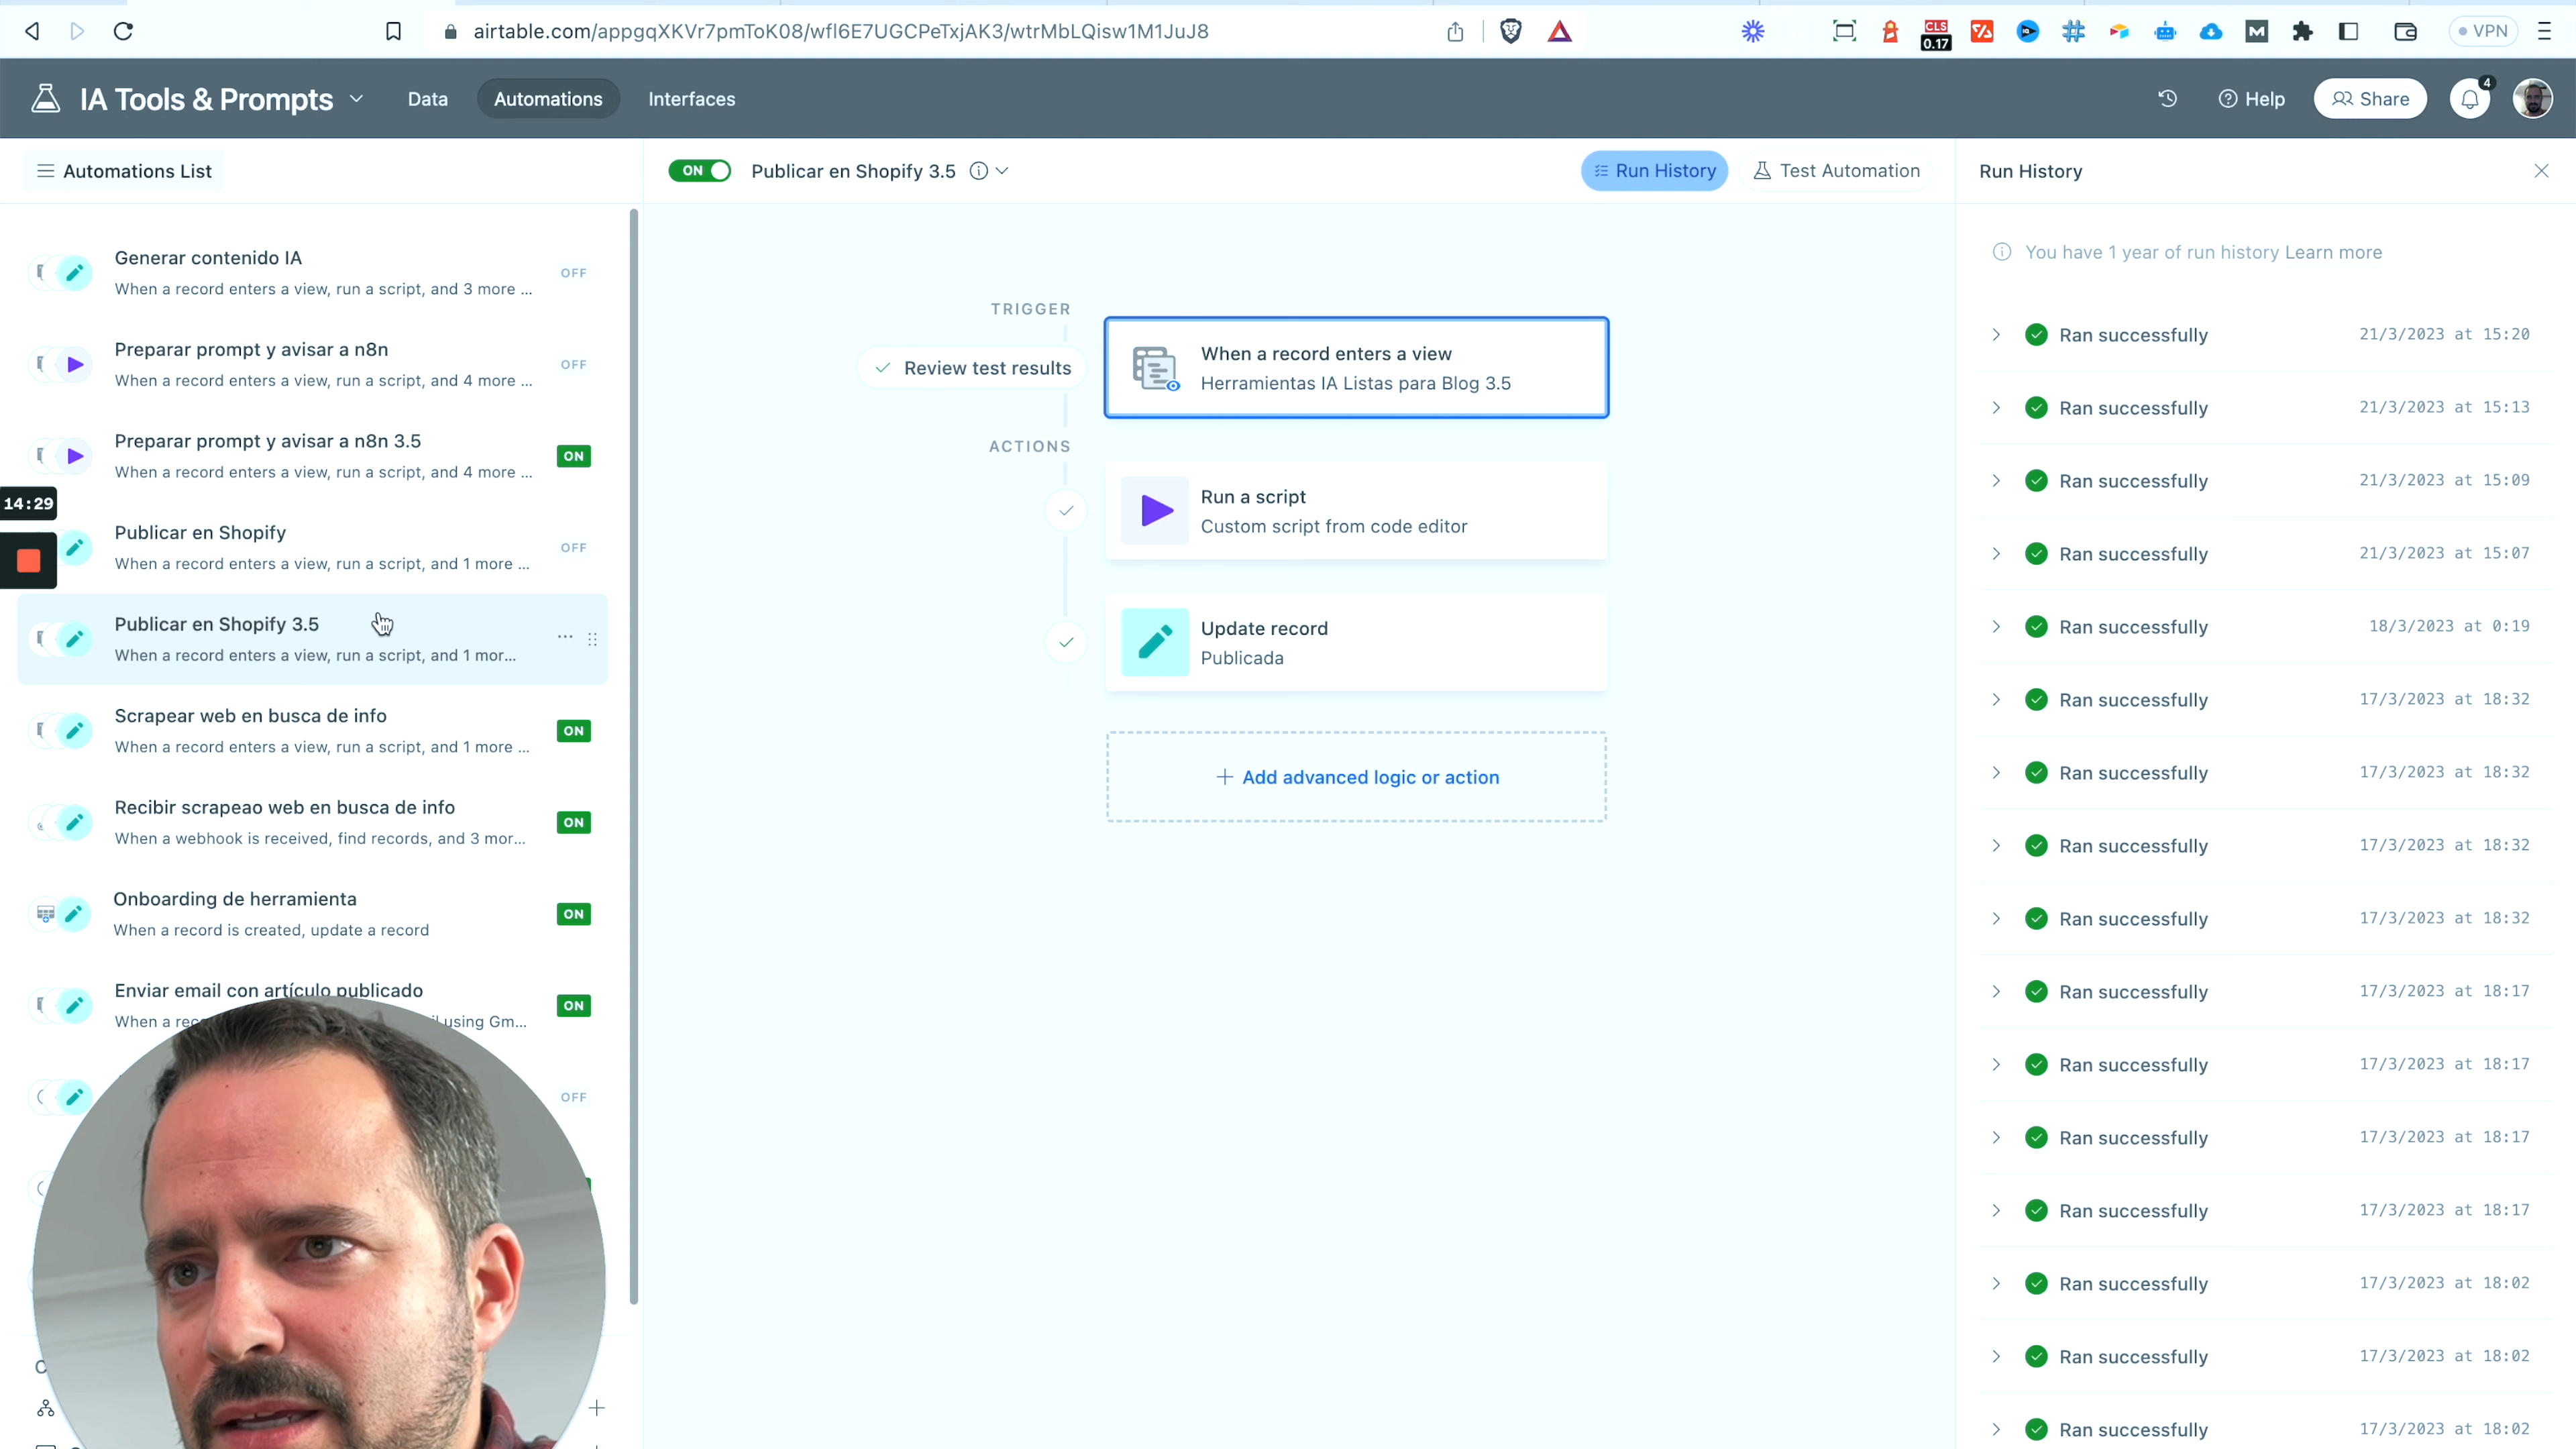 airtable.com/appgqXKVr7pmToK08/wfl6E7UGCPeTxjAK3/wtrMbLQisw1M1JuJ8
CLS
0.17
VPN
IA Tools & Prompts
Data
Automations
Interfaces
Help
Share
4
Automations List
ON
Publicar en Shopify 3.5
Run History
Test Automation
Run History
Generar contenido IA
When a record enters a view, run a script, and 3 more ...
OFF
Preparar prompt y avisar a n8n
When a record enters a view, run a script, and 4 more ...
OFF
Preparar prompt y avisar a n8n 3.5
When a record enters a view, run a script, and 4 more ...
ON
14:29
Publicar en Shopify
When a record enters a view, run a script, and 1 more ...
OFF
Publicar en Shopify 3.5
When a record enters a view, run a script, and 1 mor...
Scrapear web en busca de info
When a record enters a view, run a script, and 1 more ...
ON
Recibir scrapeao web en busca de info
When a webhook is received, find records, and 3 mor...
ON
Onboarding de herramienta
When a record is created, update a record
ON
Enviar email con artículo publicado
When a rec
using Gm...
ON
OFF
TRIGGER
Review test results
When a record enters a view
Herramientas IA Listas para Blog 3.5
ACTIONS
Run a script
Custom script from code editor
Update record
Publicada
Add advanced logic or action
You have 1 year of run history Learn more
Ran successfully 21/3/2023 at 15:20
Ran successfully 21/3/2023 at 15:13
Ran successfully 21/3/2023 at 15:09
Ran successfully 21/3/2023 at 15:07
Ran successfully 18/3/2023 at 0:19
Ran successfully 17/3/2023 at 18:32
Ran successfully 17/3/2023 at 18:32
Ran successfully 17/3/2023 at 18:32
Ran successfully 17/3/2023 at 18:32
Ran successfully 17/3/2023 at 18:17
Ran successfully 17/3/2023 at 18:17
Ran successfully 17/3/2023 at 18:17
Ran successfully 17/3/2023 at 18:17
Ran successfully 17/3/2023 at 18:02
Ran successfully 17/3/2023 at 18:02
Ran successfully 17/3/2023 at 18:02